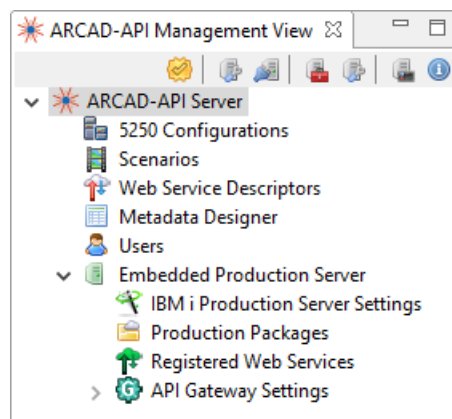 ARCAD-API Management View
ARCAD-API Server
5250 Configurations
Scenarios
Web Service Descriptors
Metadata Designer
Users
Embedded Production Server
IBM i Production Server Settings
Production Packages
Registered Web Services
API Gateway Settings